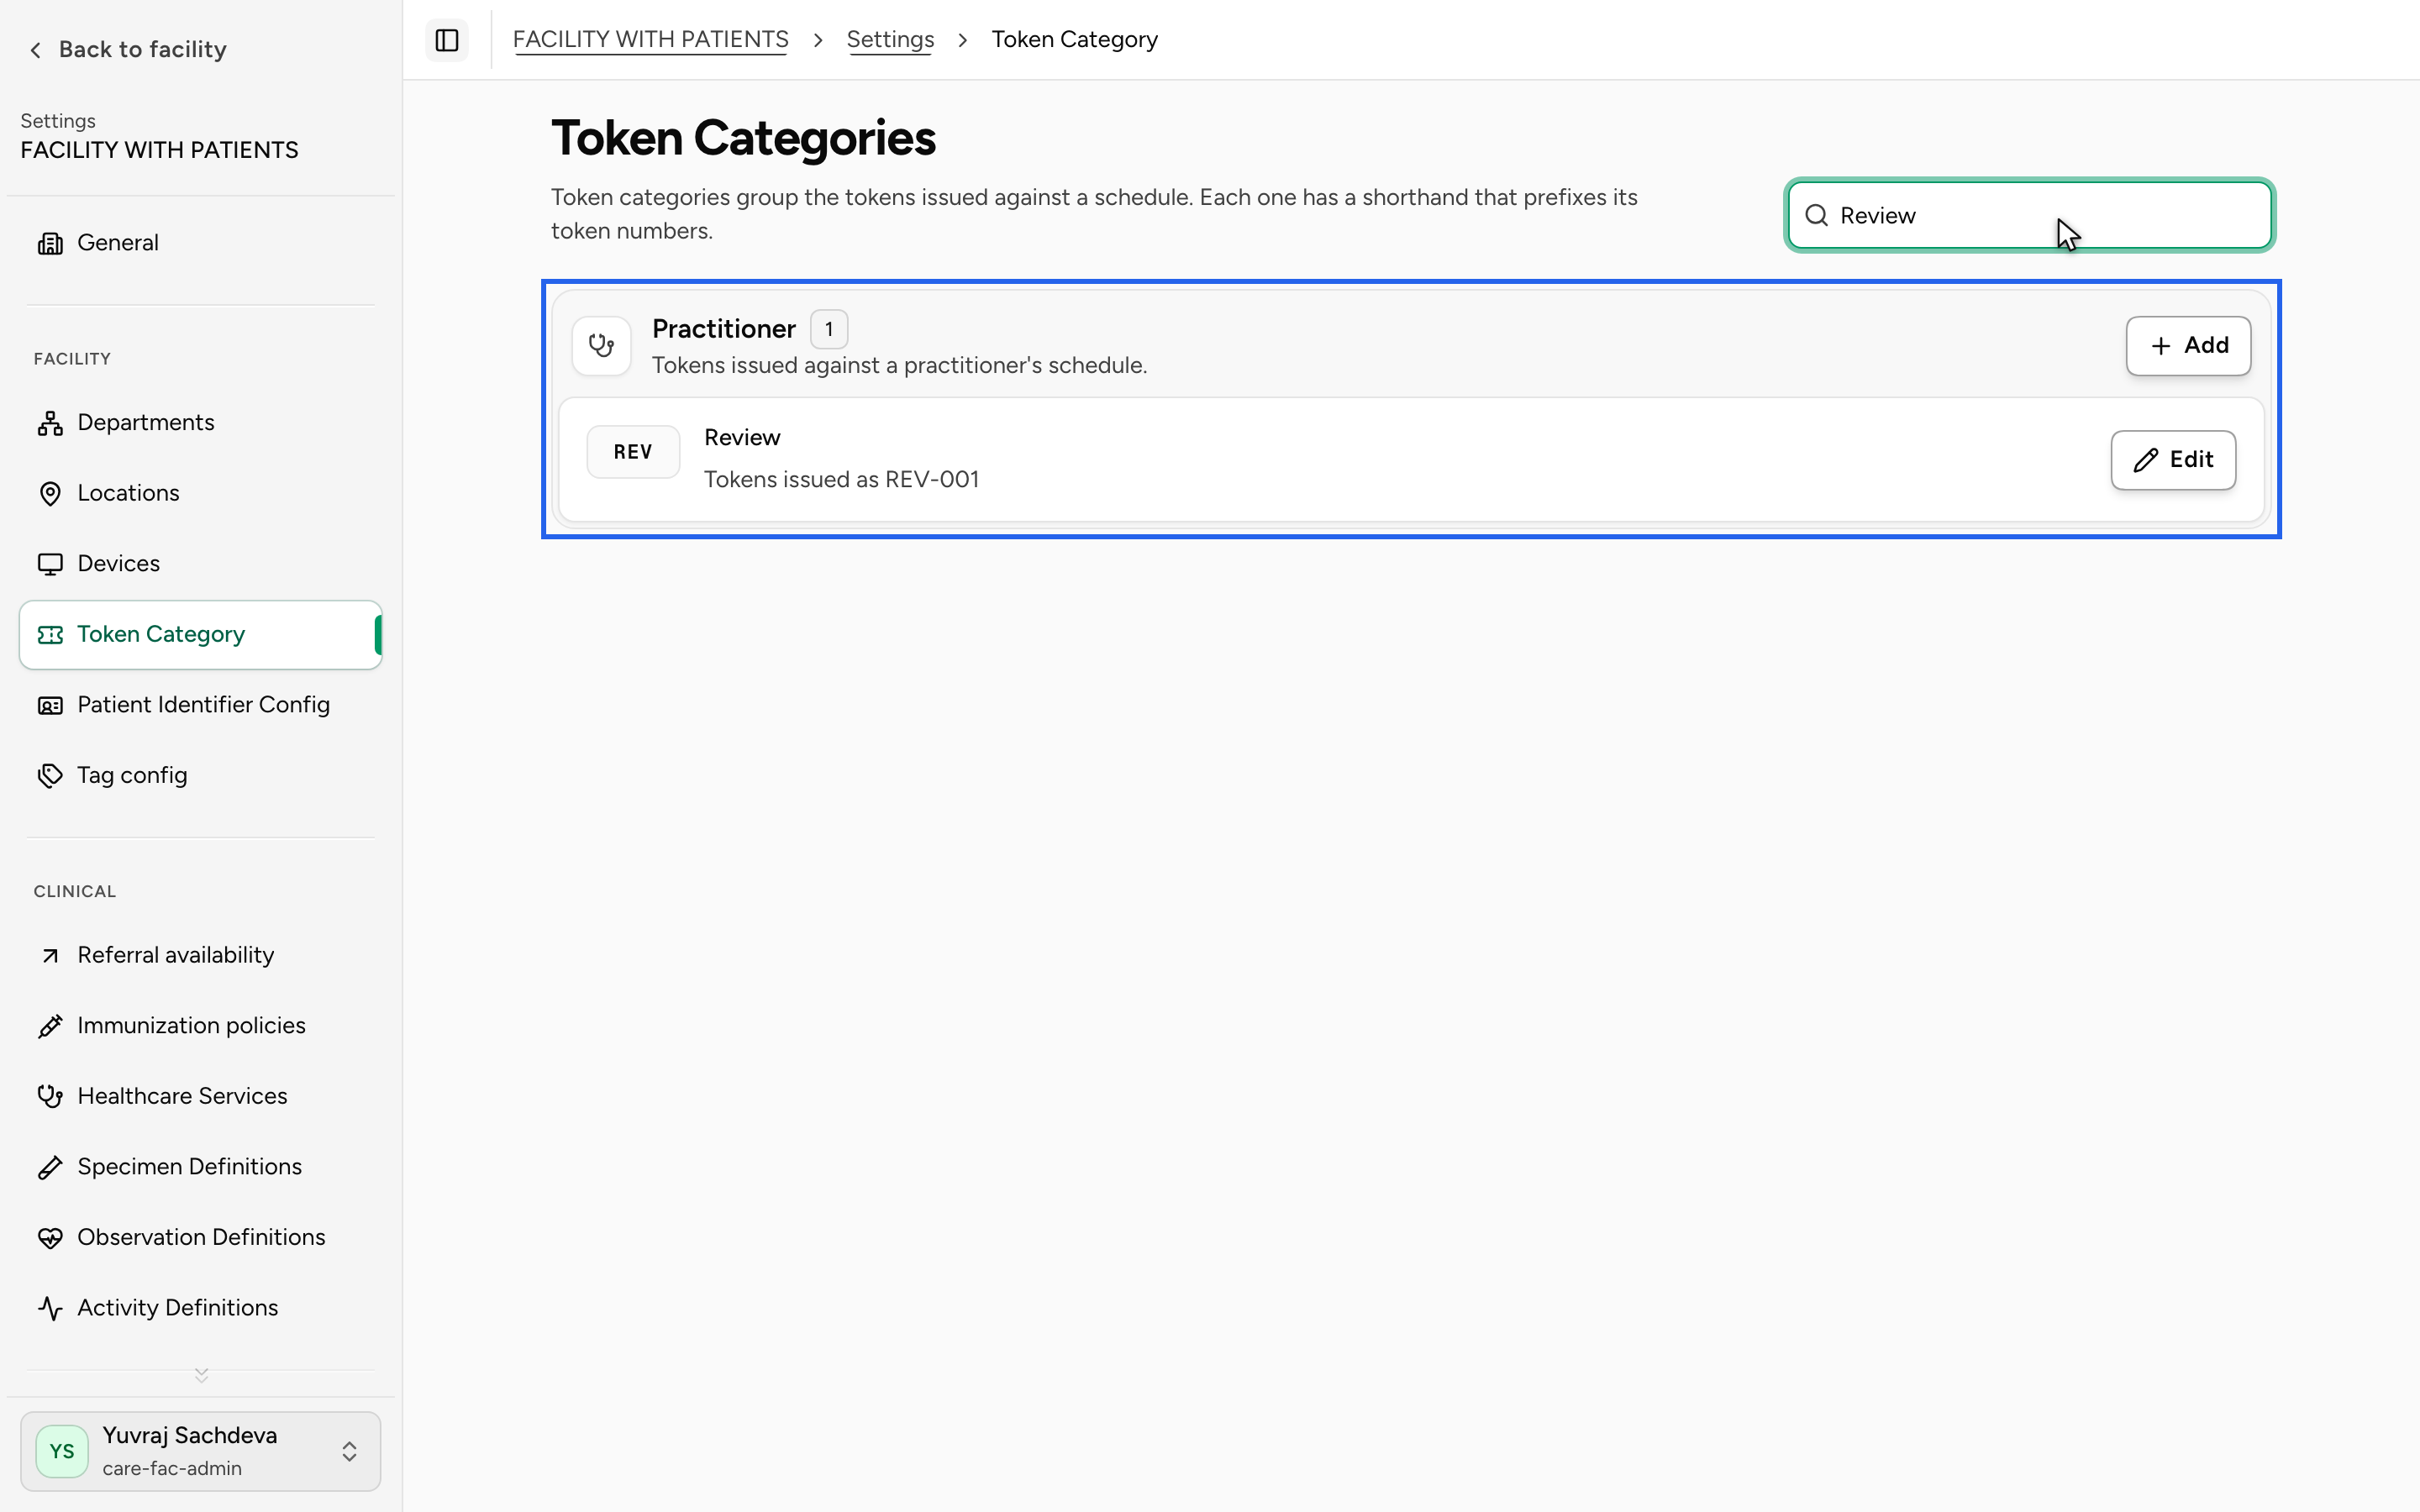 Back to facility
Settings
FACILITY WITH PATIENTS
General
FACILITY
Departments
Locations
Devices
Token Category
Patient Identifier Config
Tag config
CLINICAL
Referral availability
Immunization policies
Healthcare Services
Specimen Definitions
Observation Definitions
Activity Definitions
YS
Yuvraj Sachdeva
care-fac-admin
FACILITY WITH PATIENTS > Settings > Token Category
Token Categories
Token categories group the tokens issued against a schedule. Each one has a shorthand that prefixes its
token numbers.
Review
Practitioner 1
Tokens issued against a practitioner's schedule.
Add
REV
Review
Tokens issued as REV-001
Edit